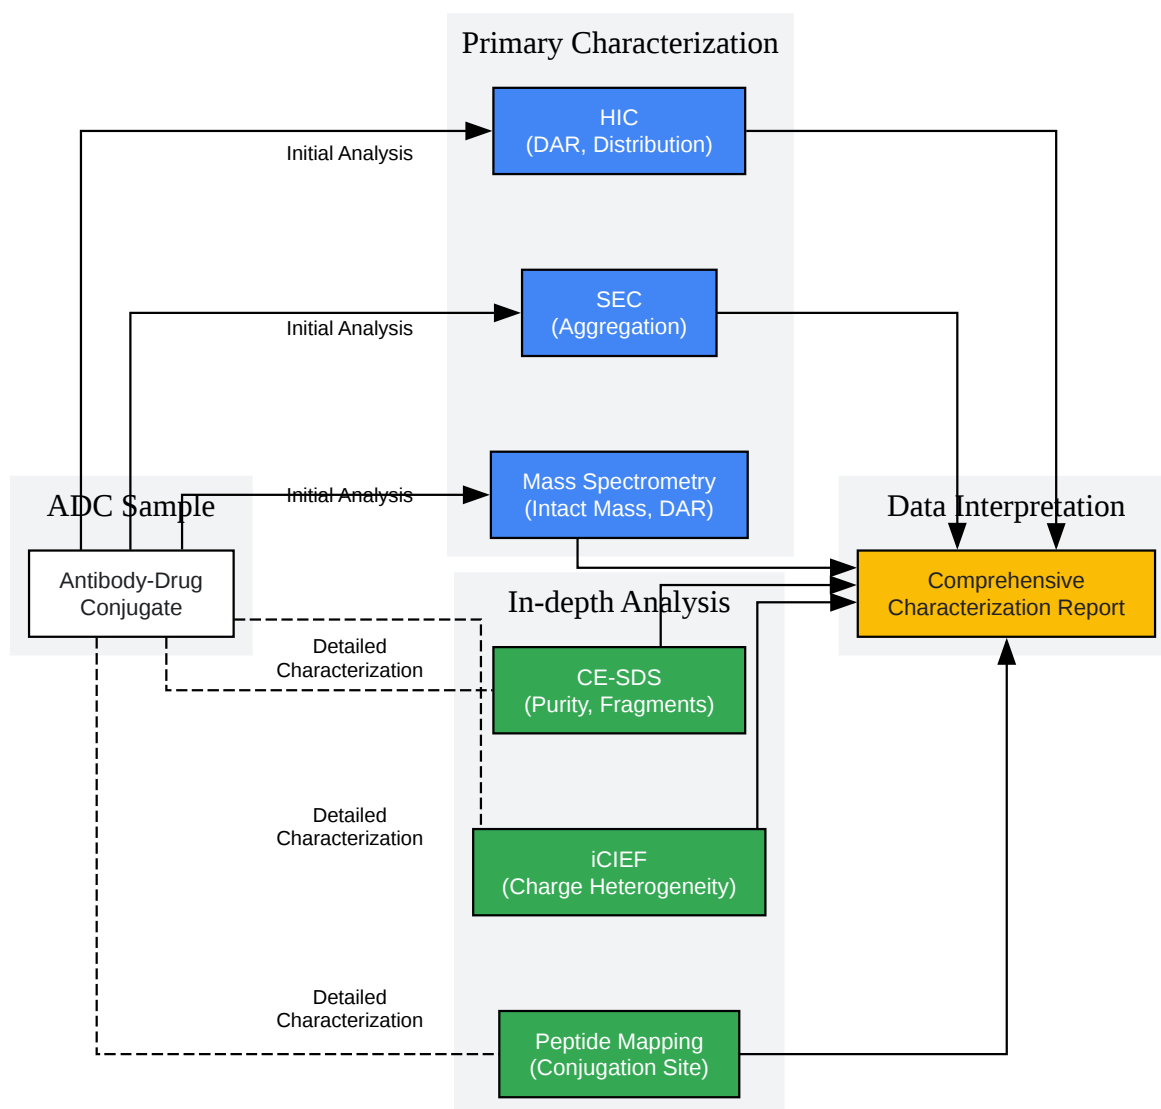 Primary Characterization
HIC
(DAR, Distribution)
Initial Analysis
SEC
(Aggregation)
Initial Analysis
Mass Spectrometry
(Intact Mass, DAR)
Initial Analysis
ADC Sample
Antibody-Drug
Conjugate
Data Interpretation
Comprehensive
Characterization Report
In-depth Analysis
Detailed
Characterization
CE-SDS
(Purity, Fragments)
Detailed
Characterization
iCIEF
(Charge Heterogeneity)
Detailed
Characterization
Peptide Mapping
(Conjugation Site)